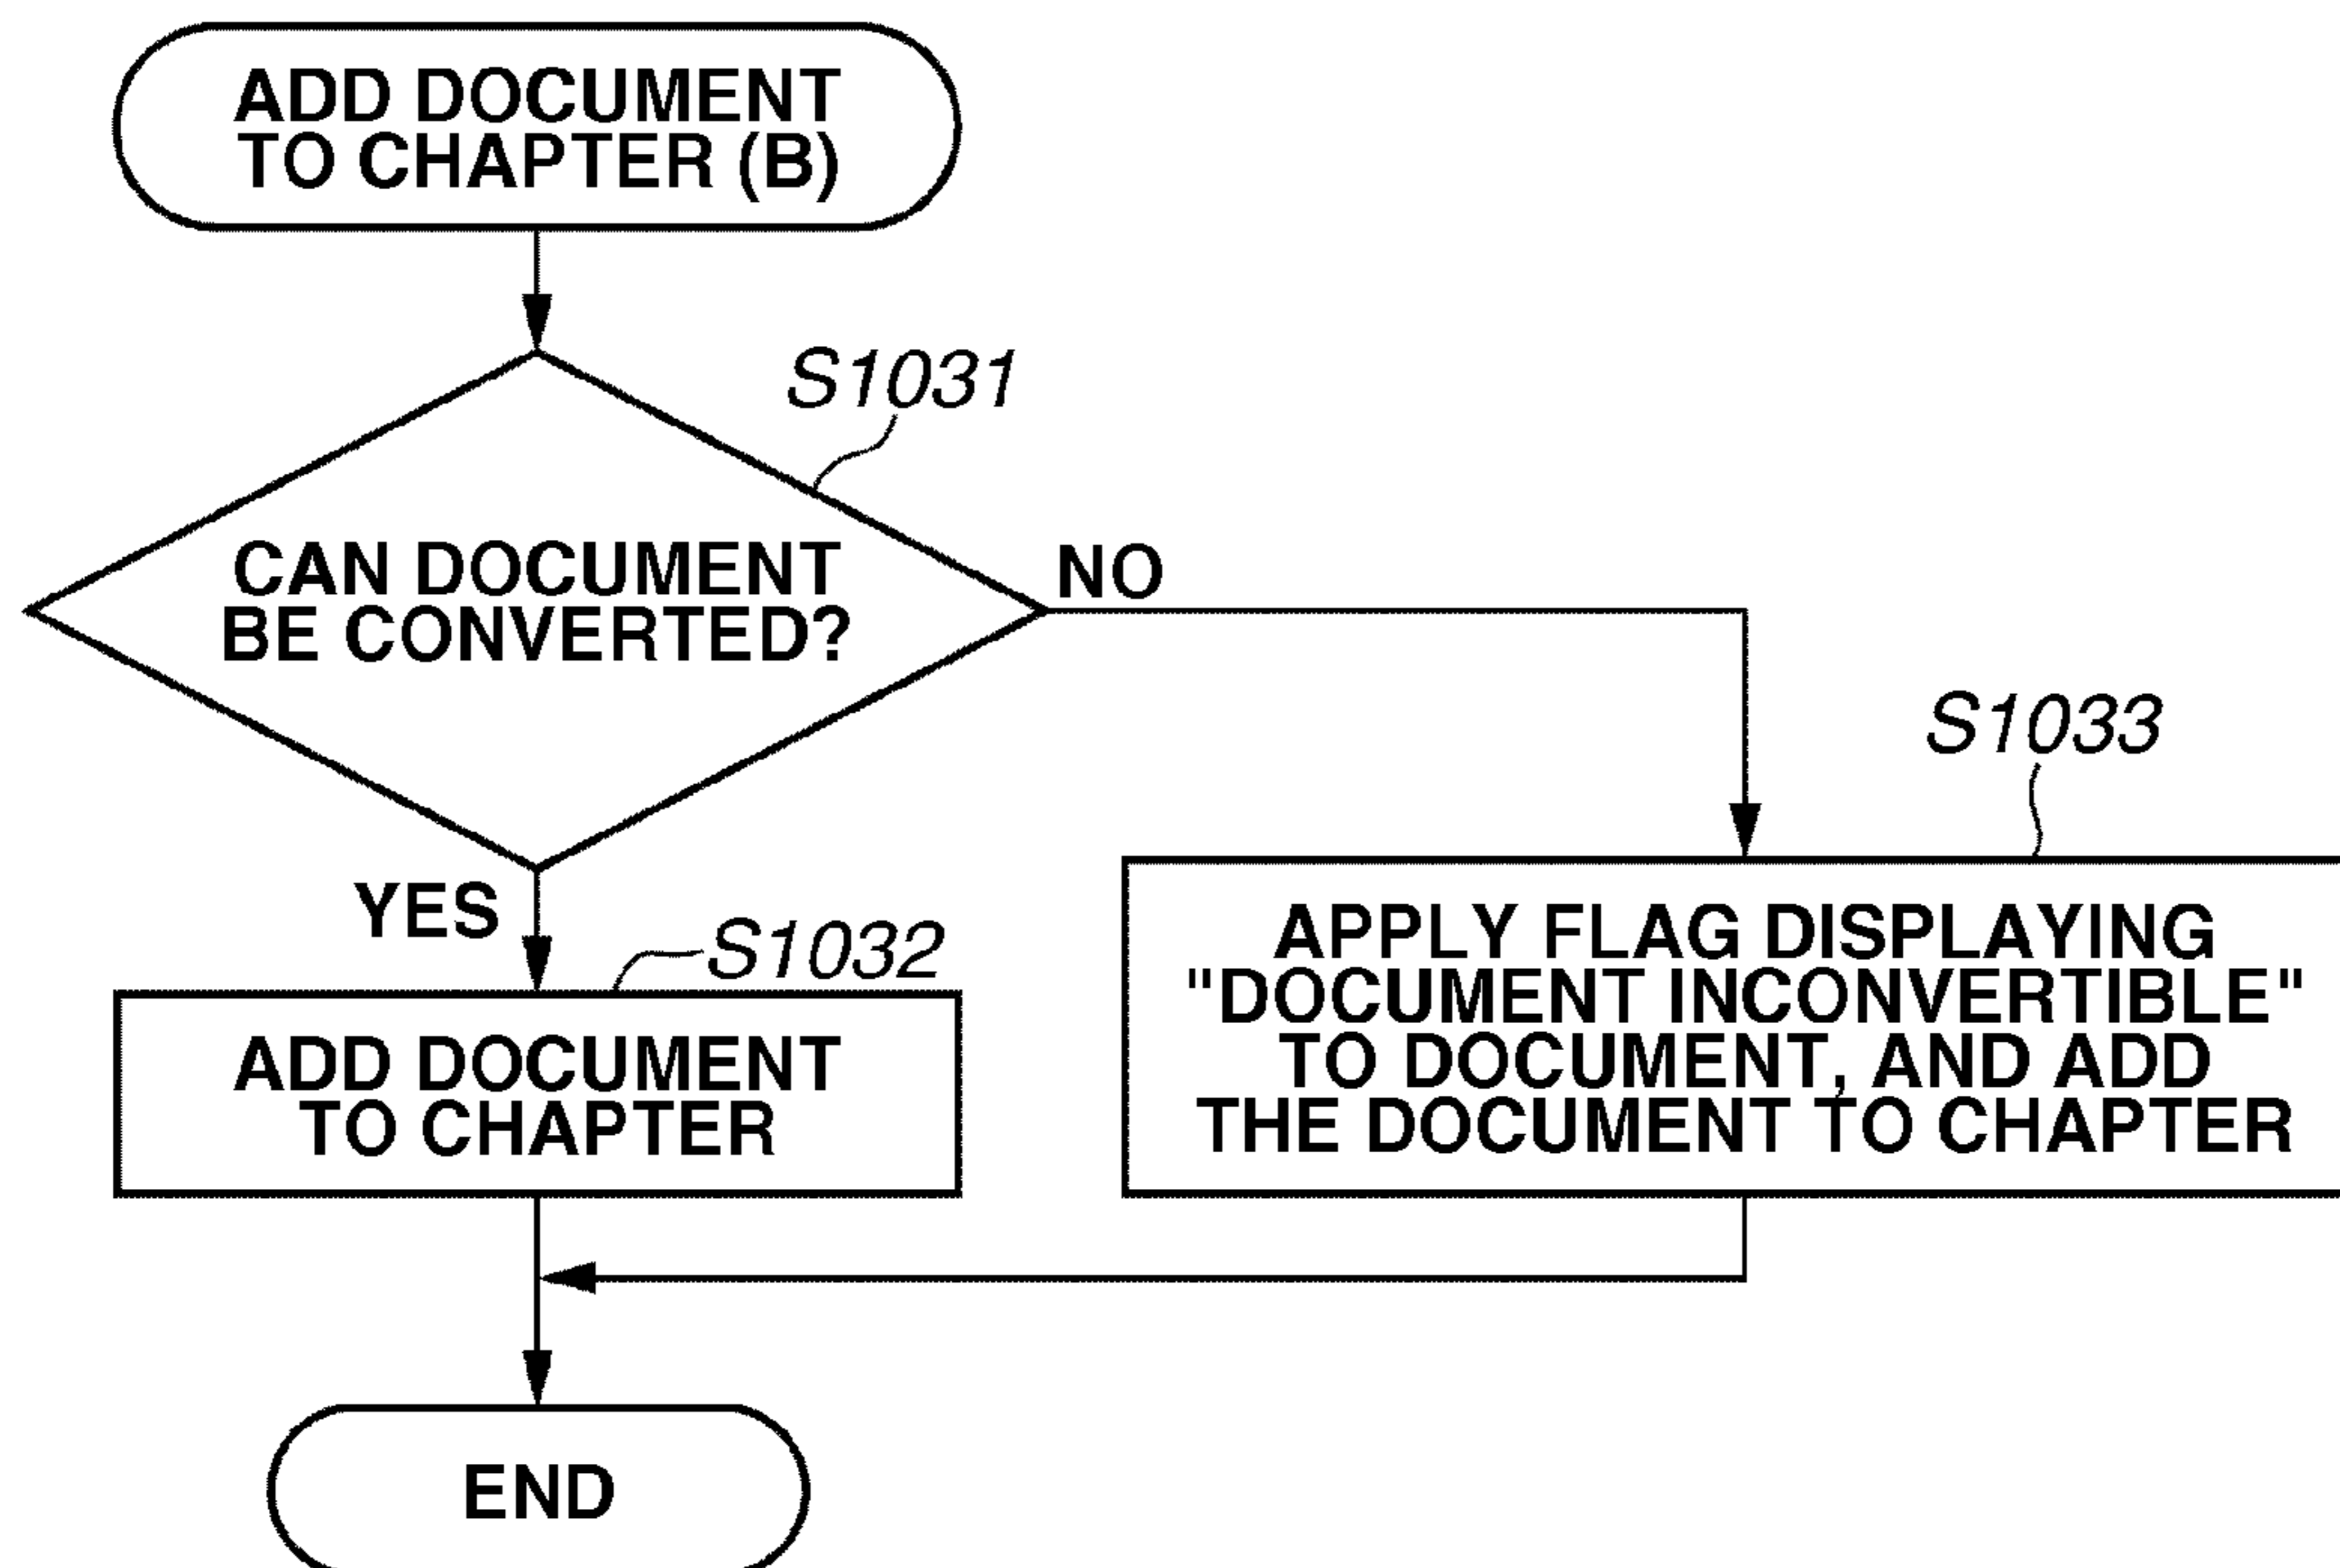 ADD DOCUMENT
TO CHAPTER (B)
S1031
CAN DOCUMENT
BE CONVERTED?
NO
YES
S1032
ADD DOCUMENT
TO CHAPTER
S1033
APPLY FLAG DISPLAYING
"DOCUMENT INCONVERTIBLE"
TO DOCUMENT, AND ADD
THE DOCUMENT TO CHAPTER
END